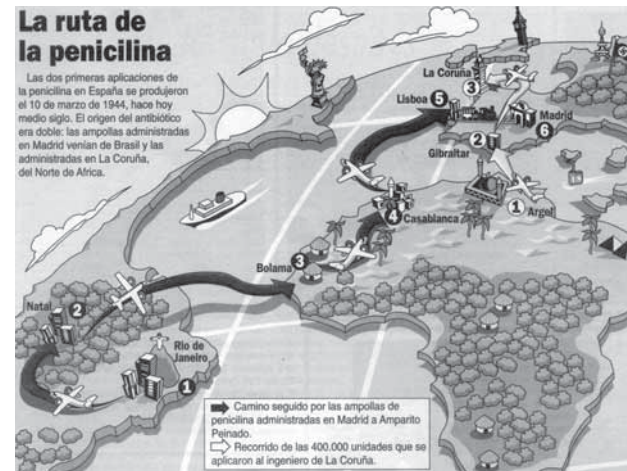 La ruta de
la penicilina
Las dos primeras aplicaciones de
la penicilina en España se produjeron
el 10 de marzo de 1944, hace hoy
medio siglo. El origen del antibiótico
era doble: las ampollas administradas
en Madrid venían de Brasil y las
administradas en La Coruña,
del Norte de Africa.
La Coruña
3
Lisboa 5
Madrid
6
2
Gibraltar
1
Argel
4 Casablanca
3
Bolama
Natal 2
Río de
Janeiro
1
Camino seguido por las ampollas de
penicilina administradas en Madrid a Amparito
Peinado.
Recorrido de las 400.000 unidades que se
aplicaron al ingeniero de La Coruña.